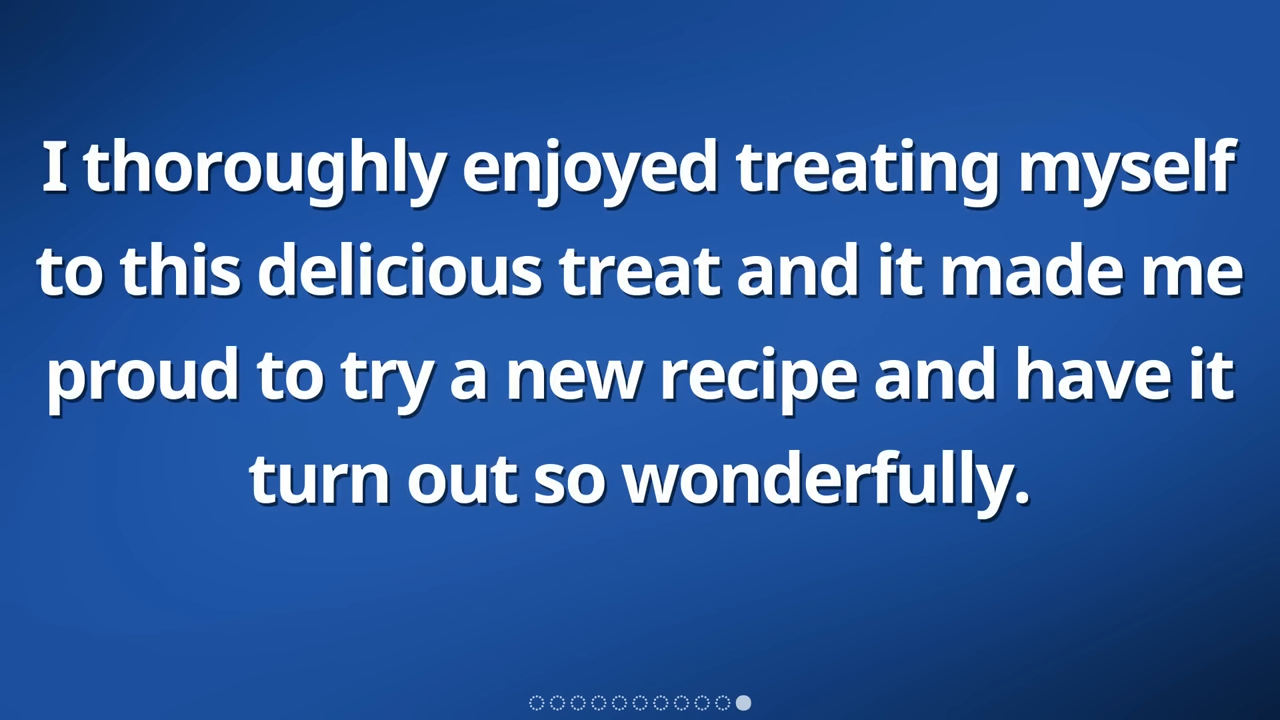 I thoroughly enjoyed treating myself
to this delicious treat and it made me
proud to try a new recipe and have it
turn out so wonderfully.